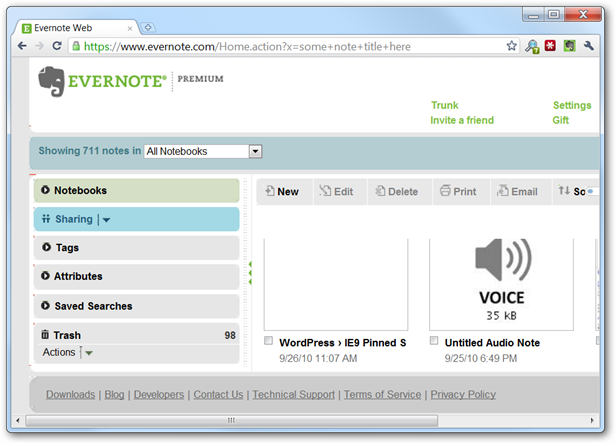 Evernote Web
https://www.evernote.com/Home.action?x=some+note+title+here
EVERNOTE® PREMIUM
Trunk Settings
Invite a friend Gift
Showing 711 notes in All Notebooks
Notebooks
New Edit Delete Print Email So
Sharing
Tags
Attributes
Saved Searches
Trash 98
Actions
VOICE
35 kB
WordPress › IE9 Pinned S
9/26/10 11:07 AM
Untitled Audio Note
9/25/10 6:49 PM
Downloads | Blog | Developers | Contact Us | Technical Support | Terms of Service | Privacy Policy